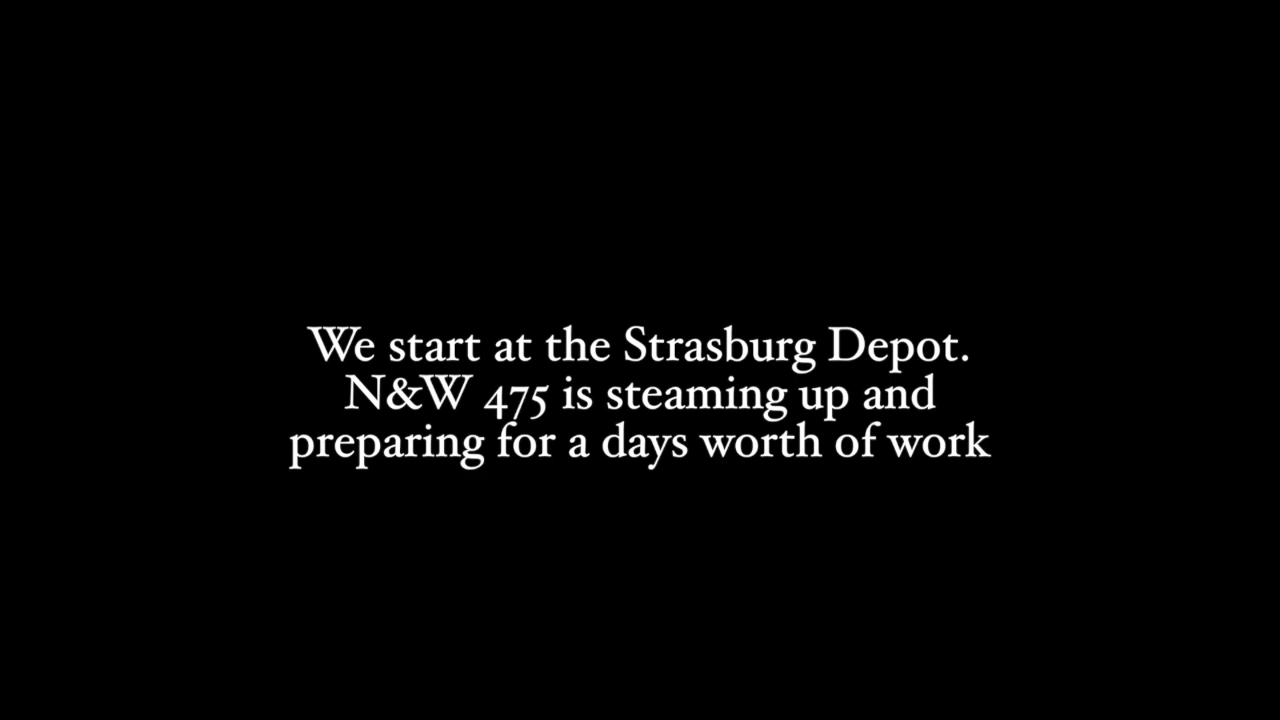 We start at the Strasburg Depot.
N&W 475 is steaming up and
preparing for a days worth of work